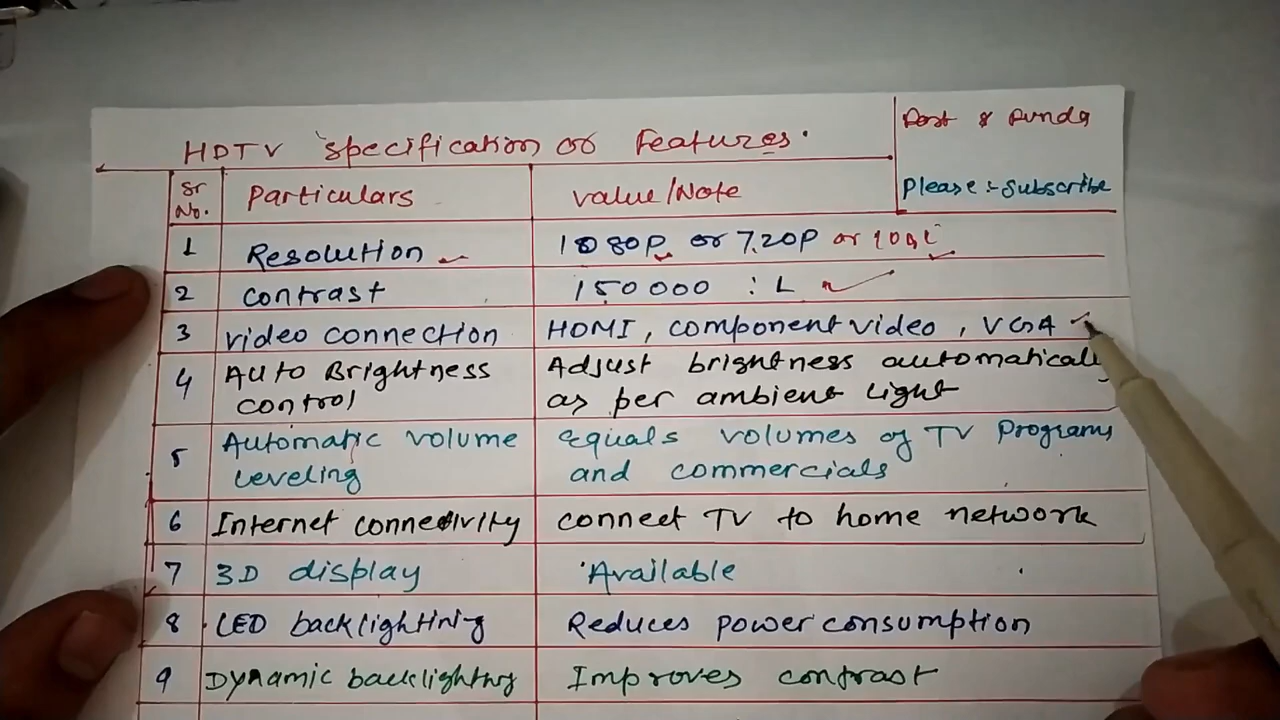 HDTV specification or Features.
& Funda
Please :- Subscribe
Sr No. Particulars Value/Note
1 Resolution 1080p or 720P or
2 contrast 150000 : L
3 video connection HDMI, component video, VGA
4 Auto Brightness control Adjust brightness automatically
as per ambient light
5 Automatic volume leveling Equals volumes of TV programs
and commercials
6 Internet connectivity connect TV to home network
7 3D display Available
8 LED backlighting Reduces power consumption
9 Dynamic backlighting Improves contrast